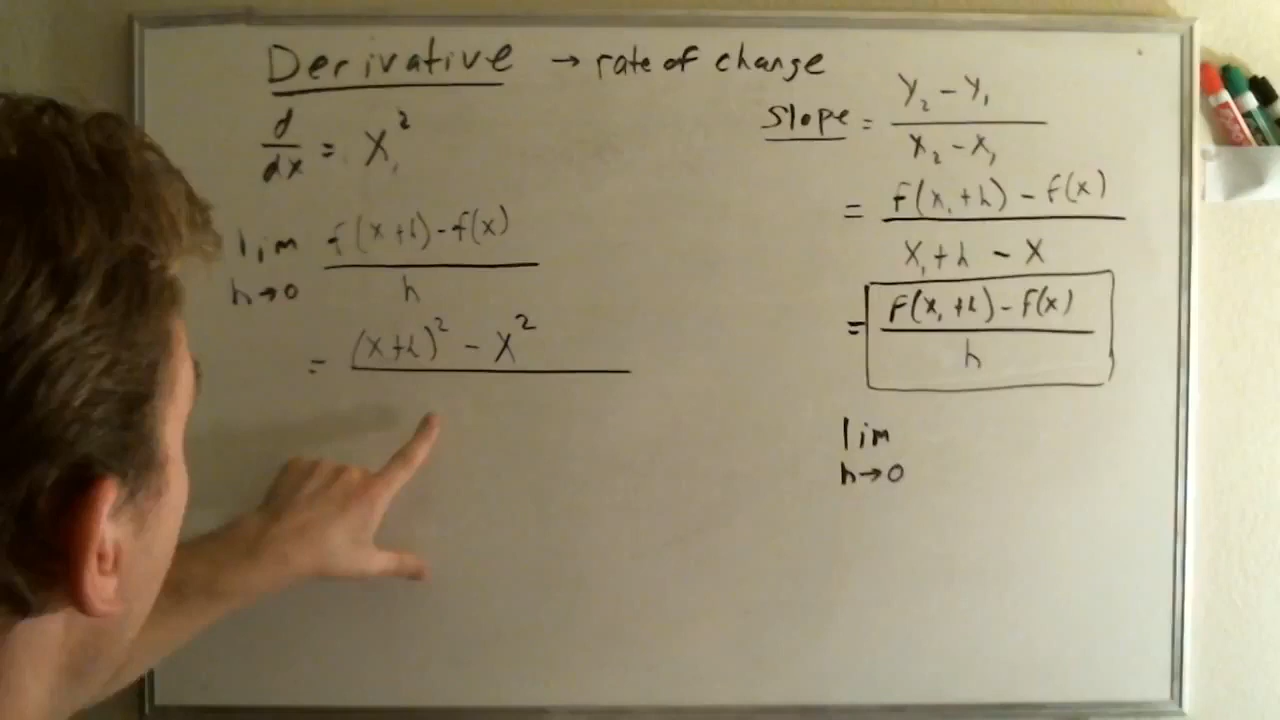 Derivative → rate of change
d/dx = x₁²
lim h→0 f(x+h)-f(x) / h
= (x+h)² - x²
Slope = y₂ - y₁ / x₂ - x₁
= f(x₁+h) - f(x) / x₁+h - x
= f(x₁+h) - f(x) / h
lim h→0